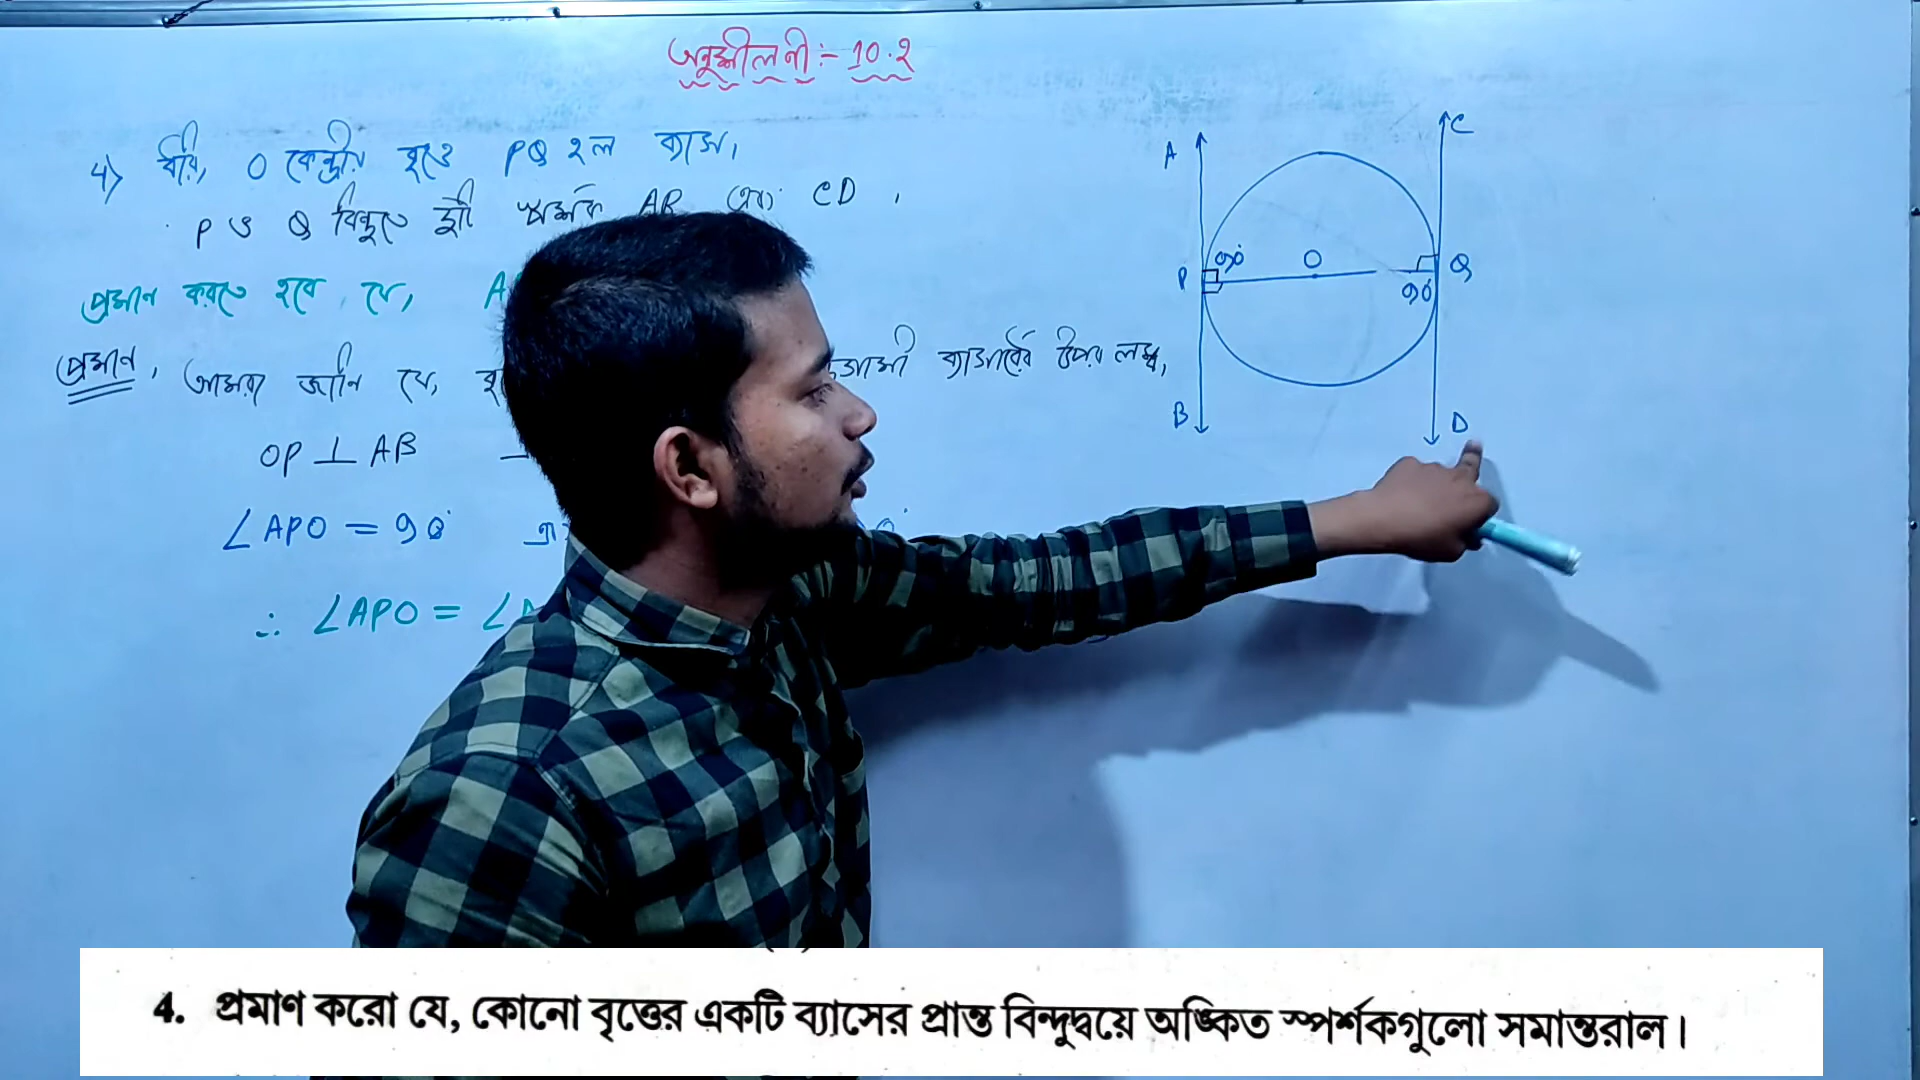 অনুশীলনী :- 10.2
4) ধরি, O কেন্দ্রীয় বৃত্তে PQ হল ব্যাস,
P ও Q বিন্দুতে দুটি স্পর্শক AB এবং CD .
প্রমান করতে হবে যে, A
প্রমান, আমরা জানি যে, বৃ ব্যাসার্ধের উপর লম্ব,
OP ⊥ AB
∠APO = 90°
∴ ∠APO = ∠
A
C
P
90°
O
90°
Q
B
D
4. প্রমাণ করো যে, কোনো বৃত্তের একটি ব্যাসের প্রান্ত বিন্দুদ্বয়ে অঙ্কিত স্পর্শকগুলো সমান্তরাল।